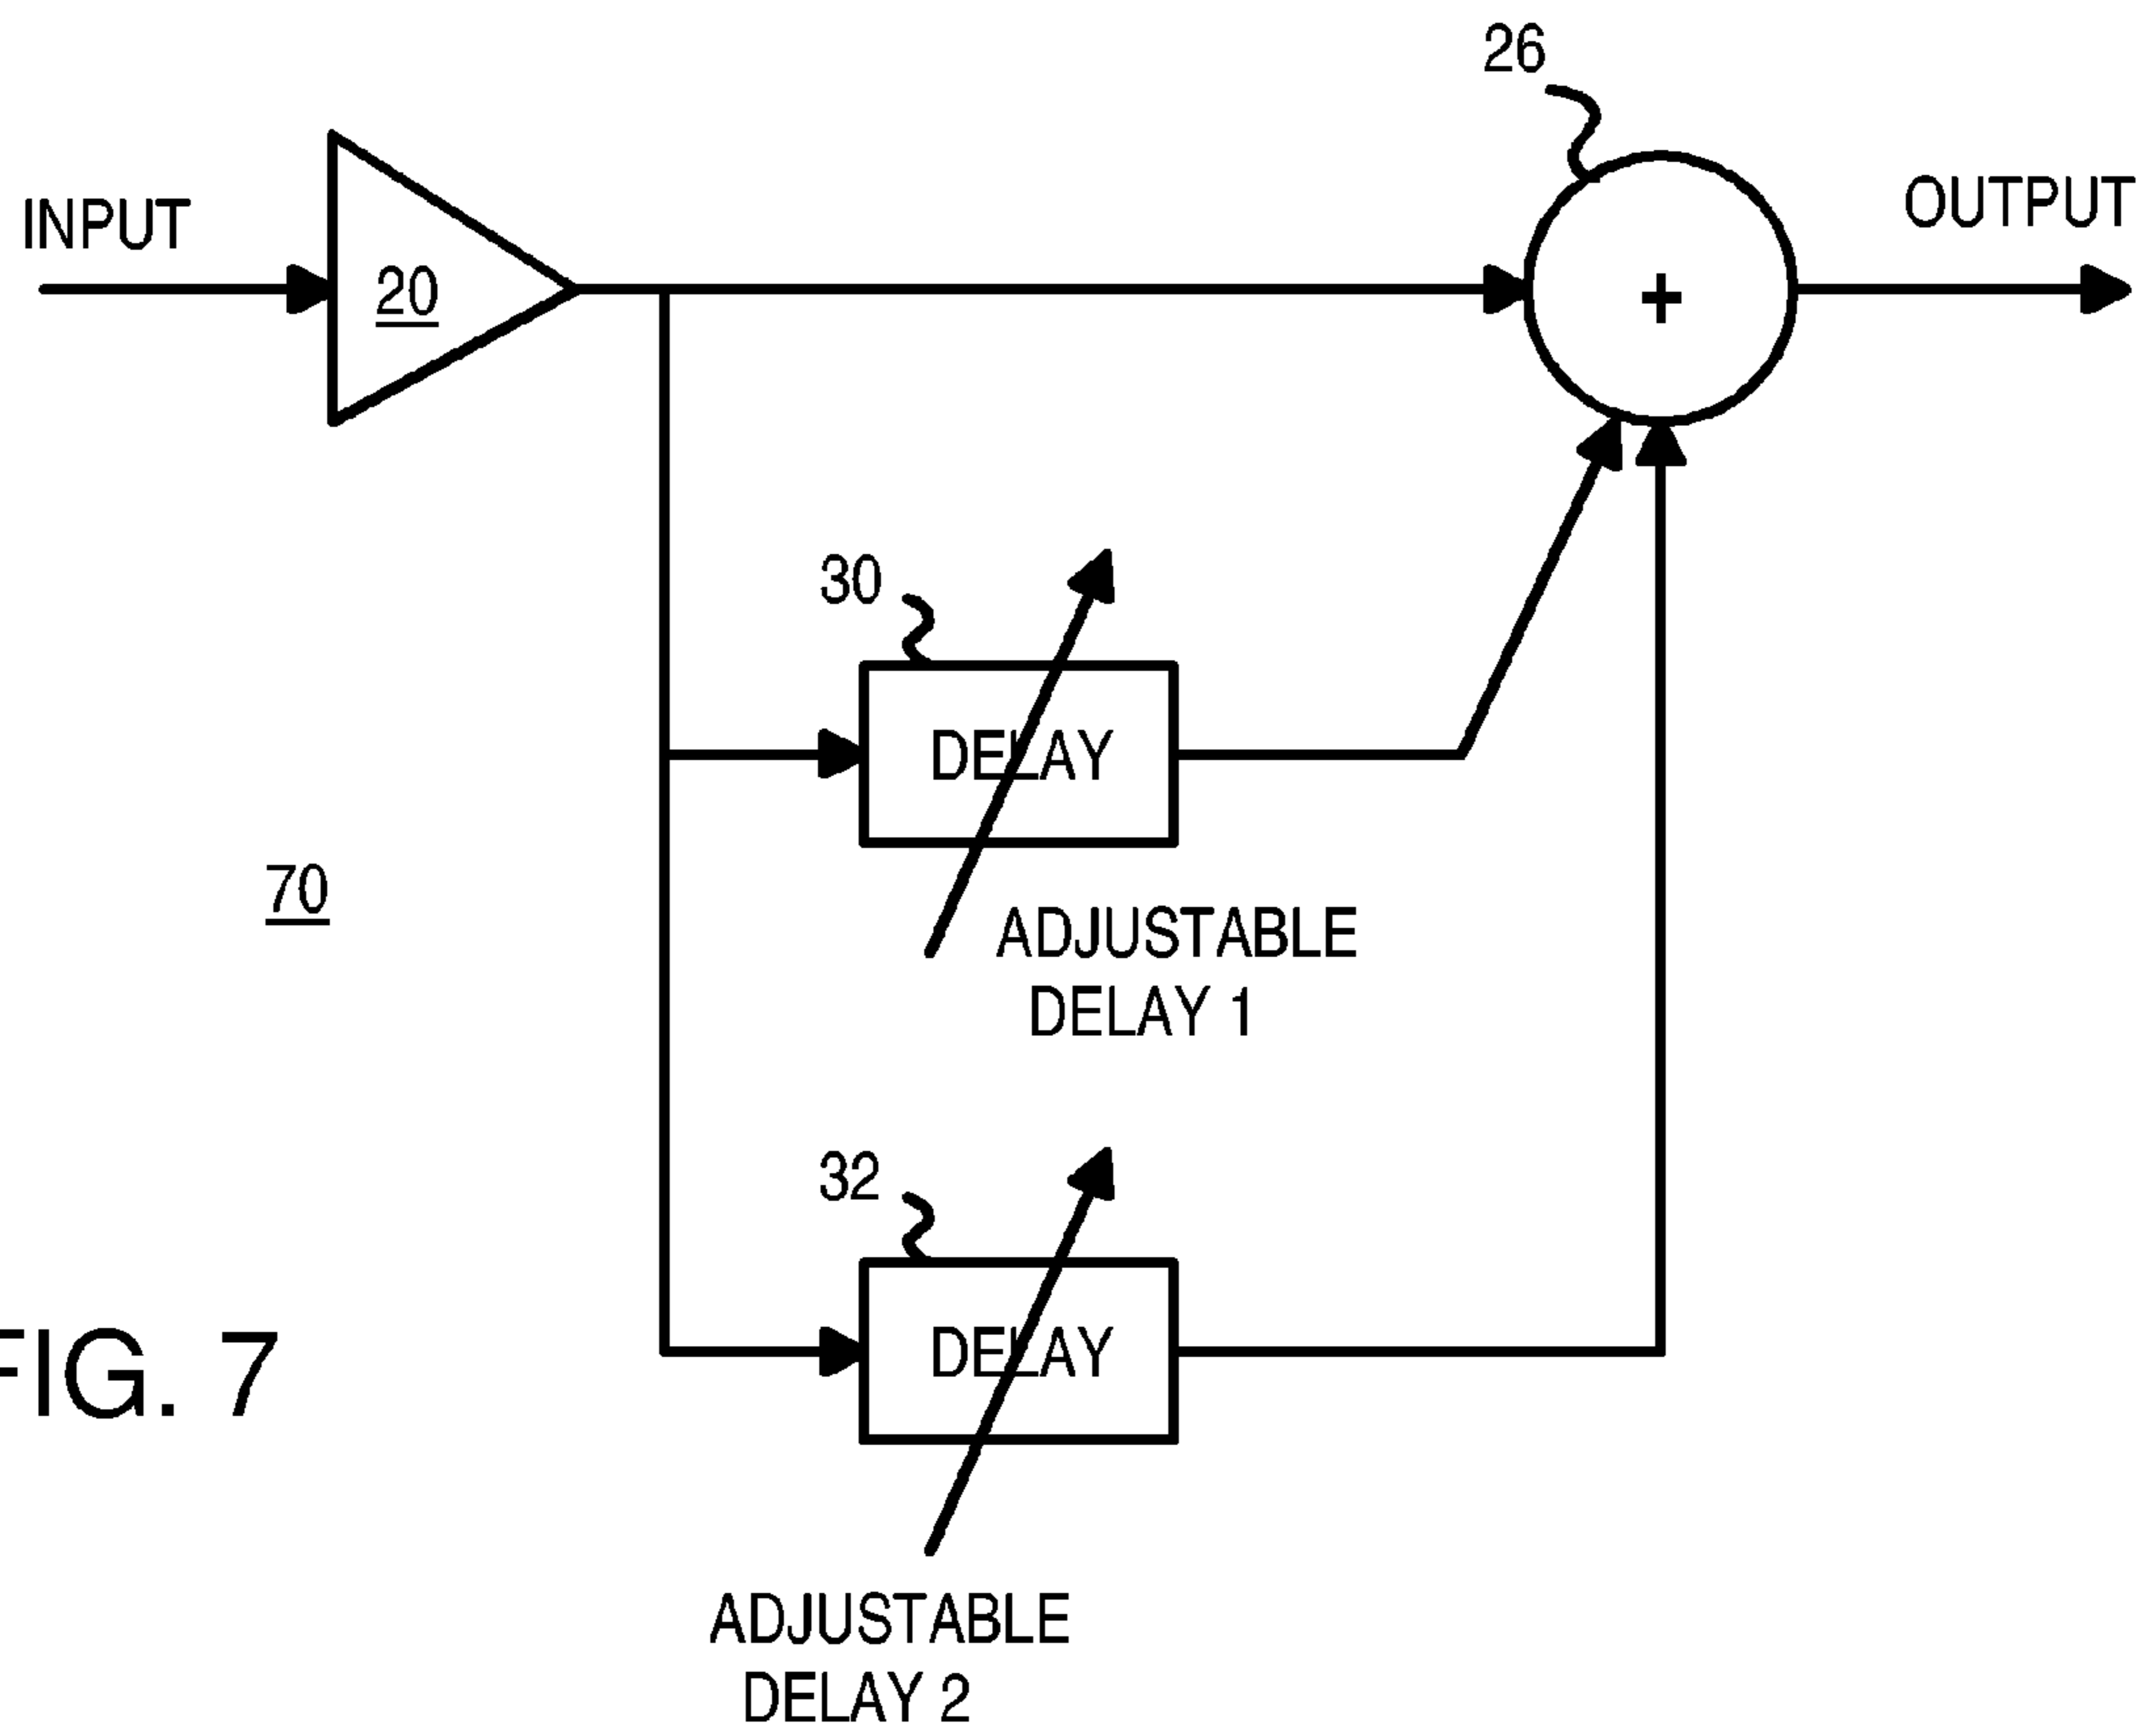 26
INPUT
OUTPUT
20
+
30
DELAY
70
ADJUSTABLE
DELAY 1
32
DELAY
FIG. 7
ADJUSTABLE
DELAY 2